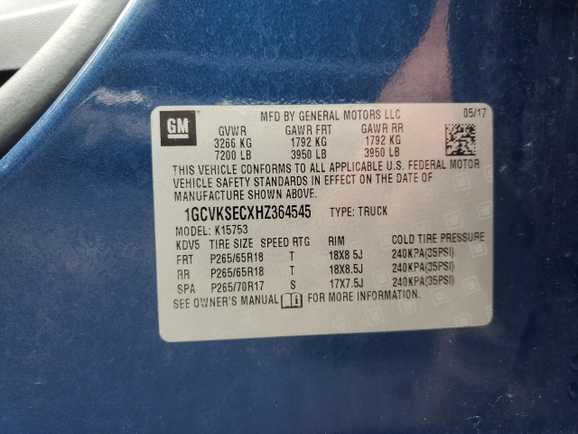 GM
MFD BY GENERAL MOTORS LLC 05/17
GVWR GAWR FRT GAWR RR
3266 KG 1792 KG 1792 KG
7200 LB 3950 LB 3950 LB
THIS VEHICLE CONFORMS TO ALL APPLICABLE U.S. FEDERAL MOTOR
VEHICLE SAFETY STANDARDS IN EFFECT ON THE DATE OF
MANUFACTURE SHOWN ABOVE.
1GCVKSECXHZ364545 TYPE: TRUCK
MODEL: K15753
KDV5 TIRE SIZE SPEED RTG RIM COLD TIRE PRESSURE
FRT P265/65R18 T 18X8.5J 240KPA(35PSI)
RR P265/65R18 T 18X8.5J 240KPA(35PSI)
SPA P265/70R17 S 17X7.5J 240KPA(35PSI)
SEE OWNER'S MANUAL FOR MORE INFORMATION.